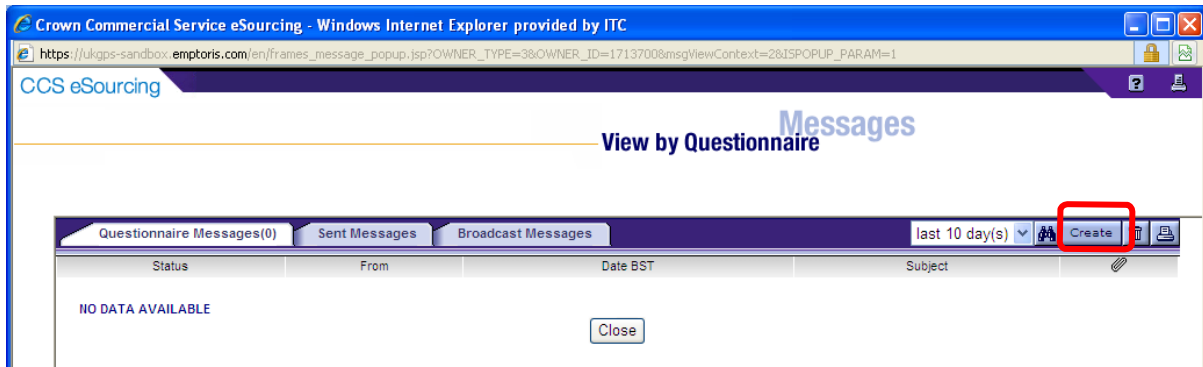 Crown Commercial Service eSourcing - Windows Internet Explorer provided by ITC
https://ukgps-sandbox.emptoris.com/en/frames_message_popup.jsp?OWNER_TYPE=3&OWNER_ID=1713700&msgViewContext=2&ISPOPUP_PARAM=1
CCS eSourcing
?
Messages
View by Questionnaire
Questionnaire Messages(0) Sent Messages Broadcast Messages last 10 day(s) Create
Status From Date BST Subject
NO DATA AVAILABLE
Close